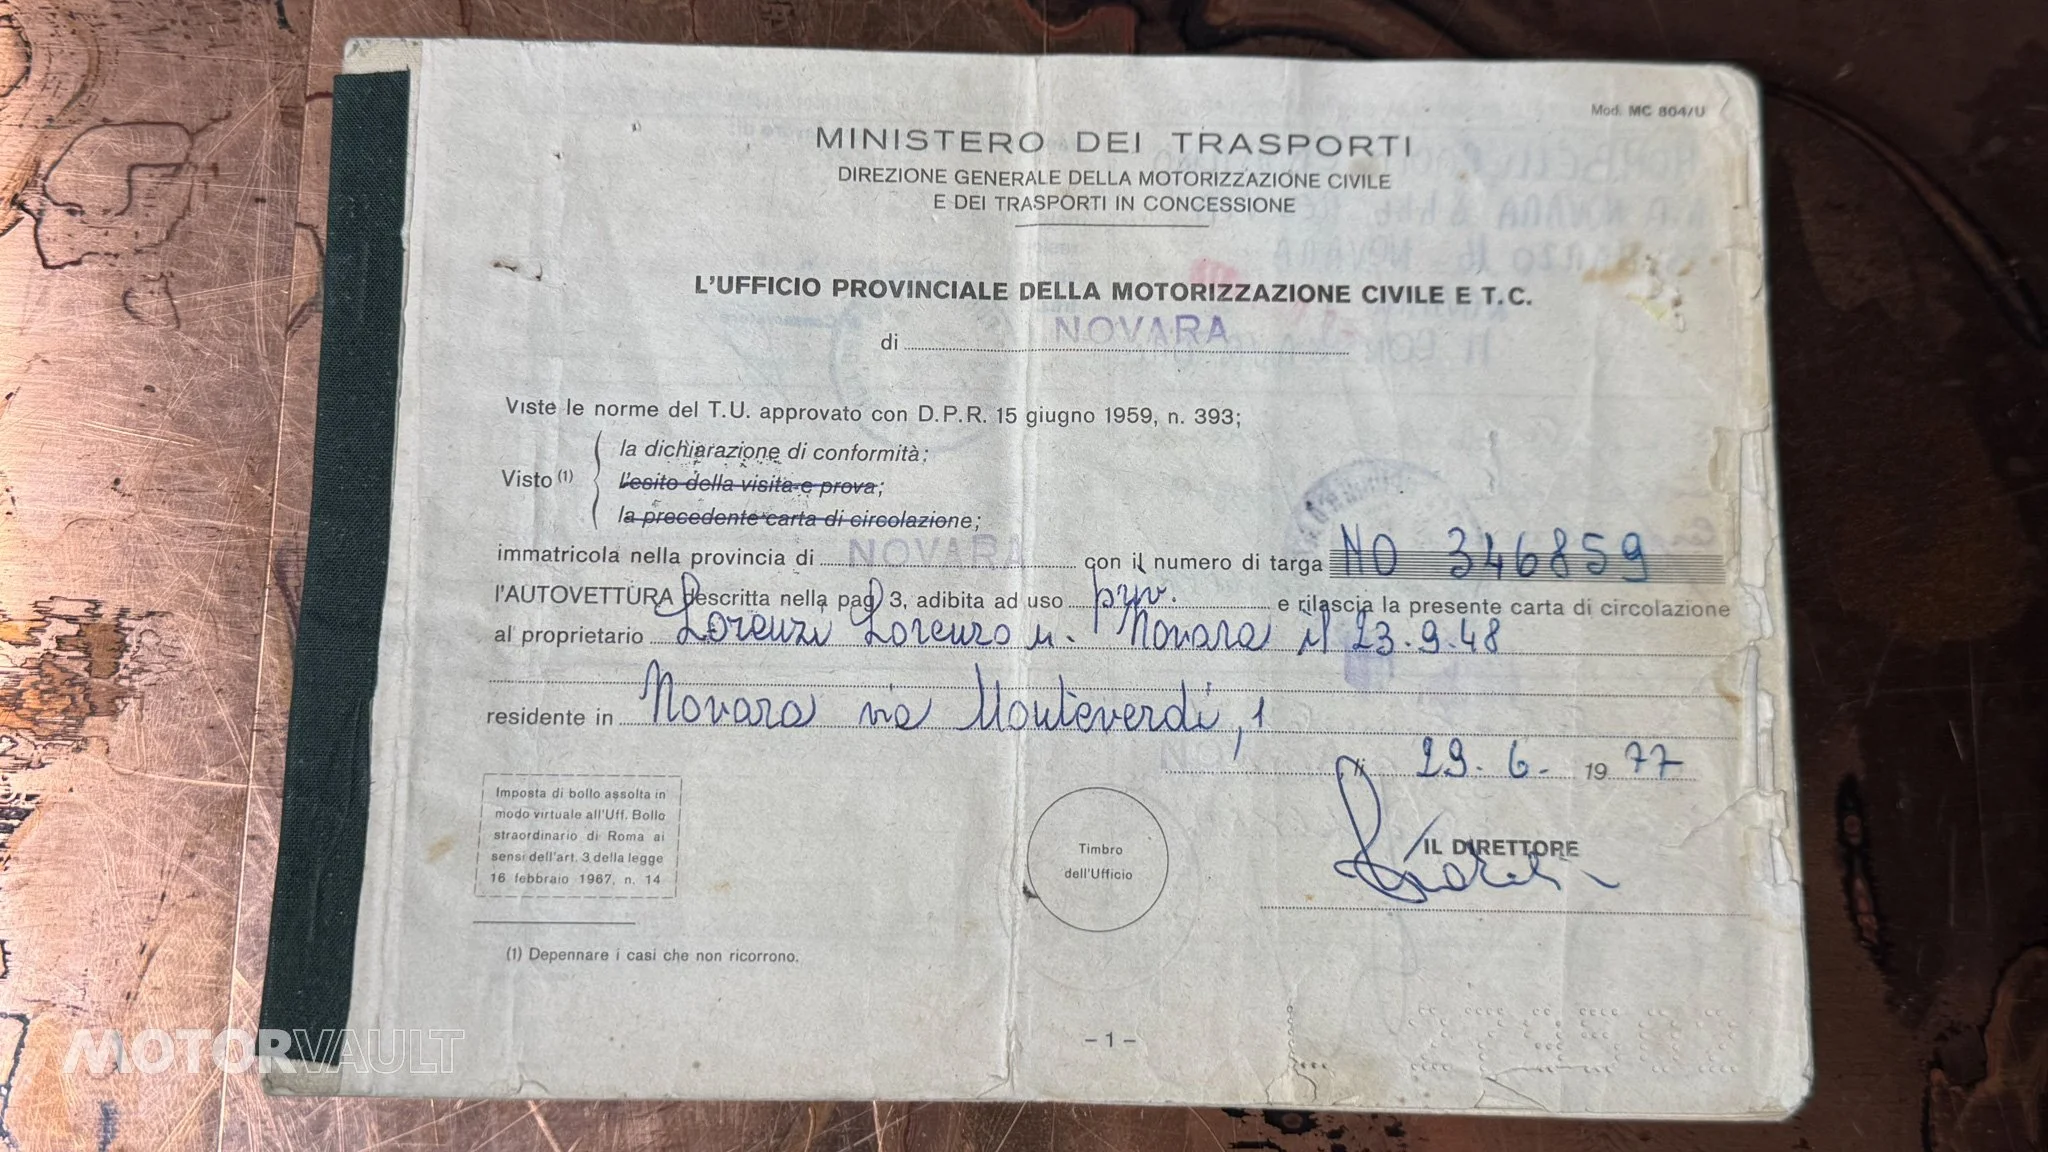 Mod. MC 804/U
MINISTERO DEI TRASPORTI
DIREZIONE GENERALE DELLA MOTORIZZAZIONE CIVILE
E DEI TRASPORTI IN CONCESSIONE
L'UFFICIO PROVINCIALE DELLA MOTORIZZAZIONE CIVILE E T.C.
di NOVARA
Viste le norme del T.U. approvato con D.P.R. 15 giugno 1959, n. 393;
la dichiarazione di conformità;
Visto (1) l'esito della visita e prova;
la precedente carta di circolazione;
immatricola nella provincia di NOVARA con il numero di targa NO 346859
l'AUTOVETTURA descritta nella pag 3, adibita ad uso priv. e rilascia la presente carta di circolazione
al proprietario Lorenzi Lorenzo n. Novara il 23.9.48
residente in Novara via Monteverdi, 1
li 29.6. 1977
Imposta di bollo assolta in
modo virtuale all'Uff. Bollo
straordinario di Roma ai
sensi dell'art. 3 della legge
16 febbraio 1967, n. 14
Timbro
dell'Ufficio
IL DIRETTORE
(1) Depennare i casi che non ricorrono.
- 1 -
MOTORVAULT